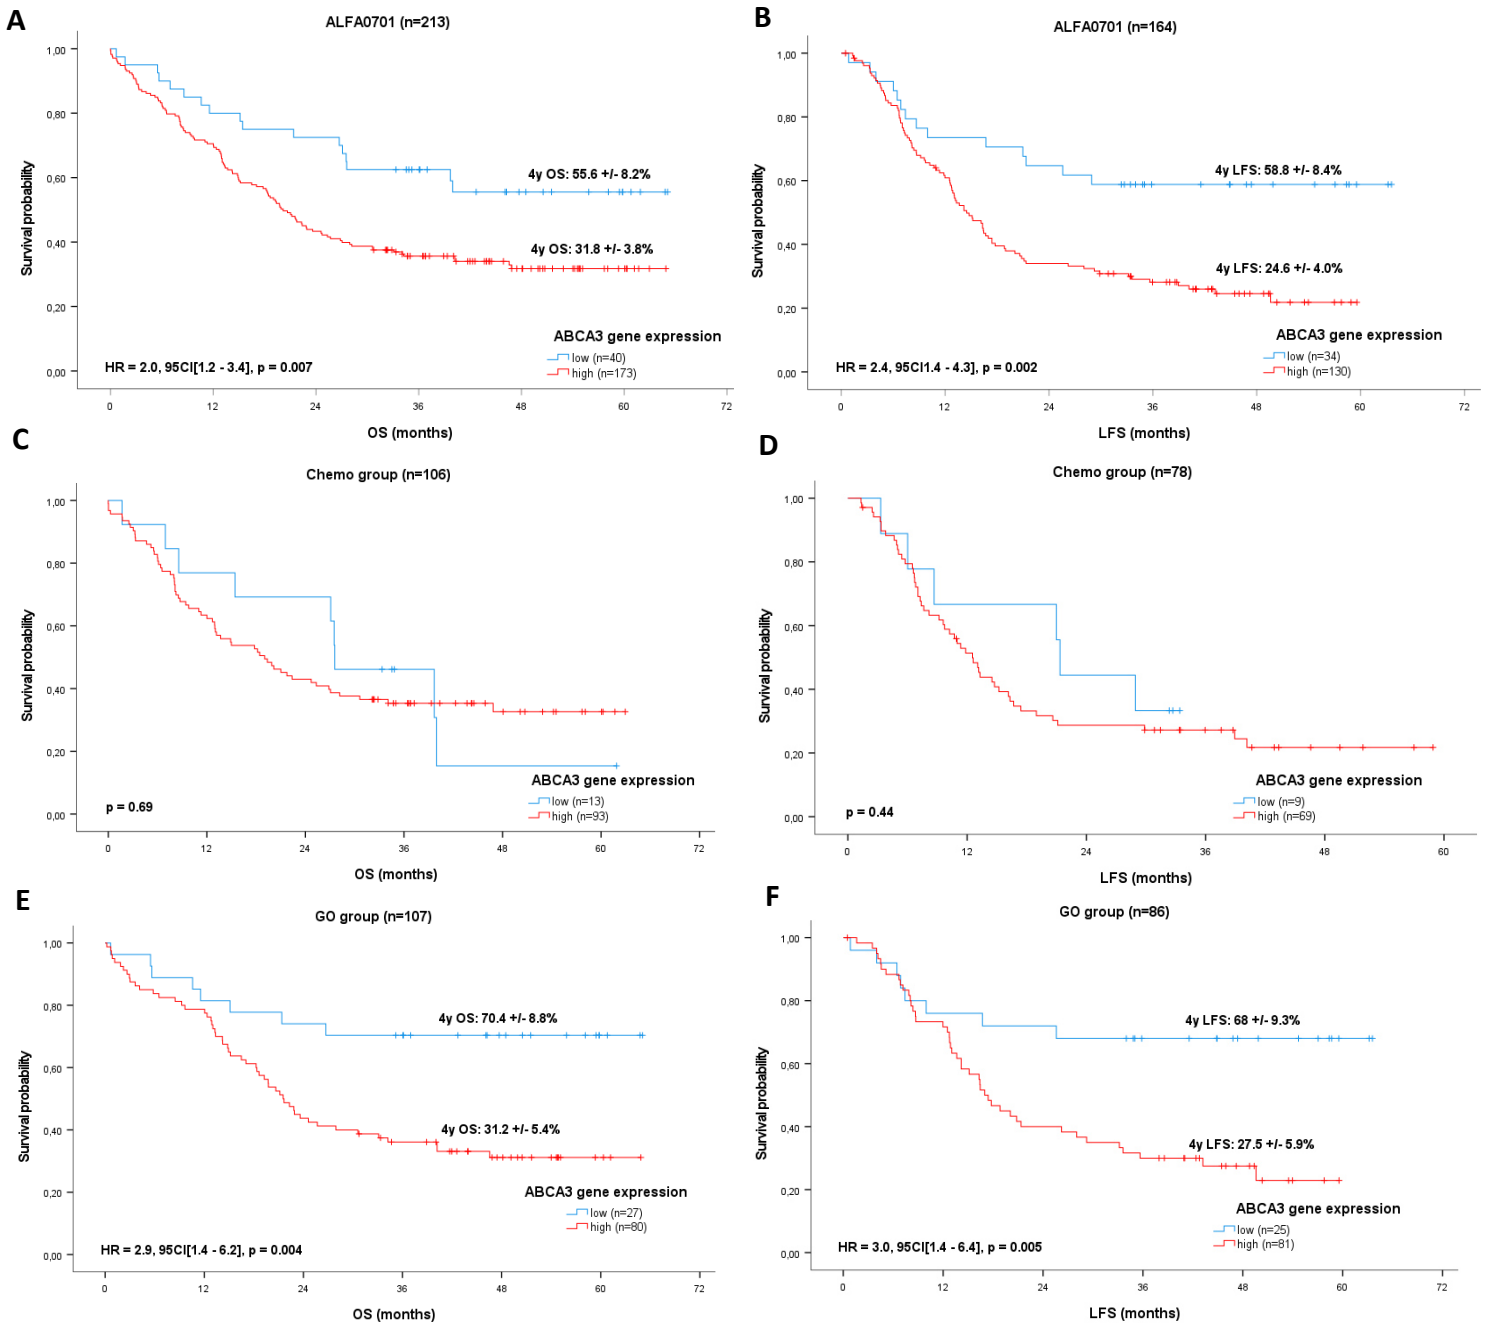 A
ALFA0701 (n=213)
1,00
0,80
0,60
0,40
0,20
0,00
Survival probability
4y OS: 55.6 +/- 8.2%
4y OS: 31.8 +/- 3.8%
ABCA3 gene expression
low (n=40)
high (n=173)
HR = 2.0, 95CI[1.2 - 3.4], p = 0.007
0 12 24 36 48 60 72
OS (months)
B
ALFA0701 (n=164)
1,00
0,80
0,60
0,40
0,20
0,00
Survival probability
4y LFS: 58.8 +/- 8.4%
4y LFS: 24.6 +/- 4.0%
ABCA3 gene expression
low (n=34)
high (n=130)
HR = 2.4, 95CI1.4 - 4.3], p = 0.002
0 12 24 36 48 60 72
LFS (months)
C
Chemo group (n=106)
1,00
0,80
0,60
0,40
0,20
0,00
Survival probability
ABCA3 gene expression
low (n=13)
high (n=93)
p = 0.69
0 12 24 36 48 60 72
OS (months)
D
Chemo group (n=78)
1,00
0,80
0,60
0,40
0,20
0,00
Survival probability
ABCA3 gene expression
low (n=9)
high (n=69)
p = 0.44
0 12 24 36 48 60
LFS (months)
E
GO group (n=107)
1,00
0,80
0,60
0,40
0,20
0,00
Survival probability
4y OS: 70.4 +/- 8.8%
4y OS: 31.2 +/- 5.4%
ABCA3 gene expression
low (n=27)
high (n=80)
HR = 2.9, 95CI[1.4 - 6.2], p = 0.004
0 12 24 36 48 60 72
OS (months)
F
GO group (n=86)
1,00
0,80
0,60
0,40
0,20
0,00
Survival probability
4y LFS: 68 +/- 9.3%
4y LFS: 27.5 +/- 5.9%
ABCA3 gene expression
low (n=25)
high (n=81)
HR = 3.0, 95CI[1.4 - 6.4], p = 0.005
0 12 24 36 48 60 72
LFS (months)